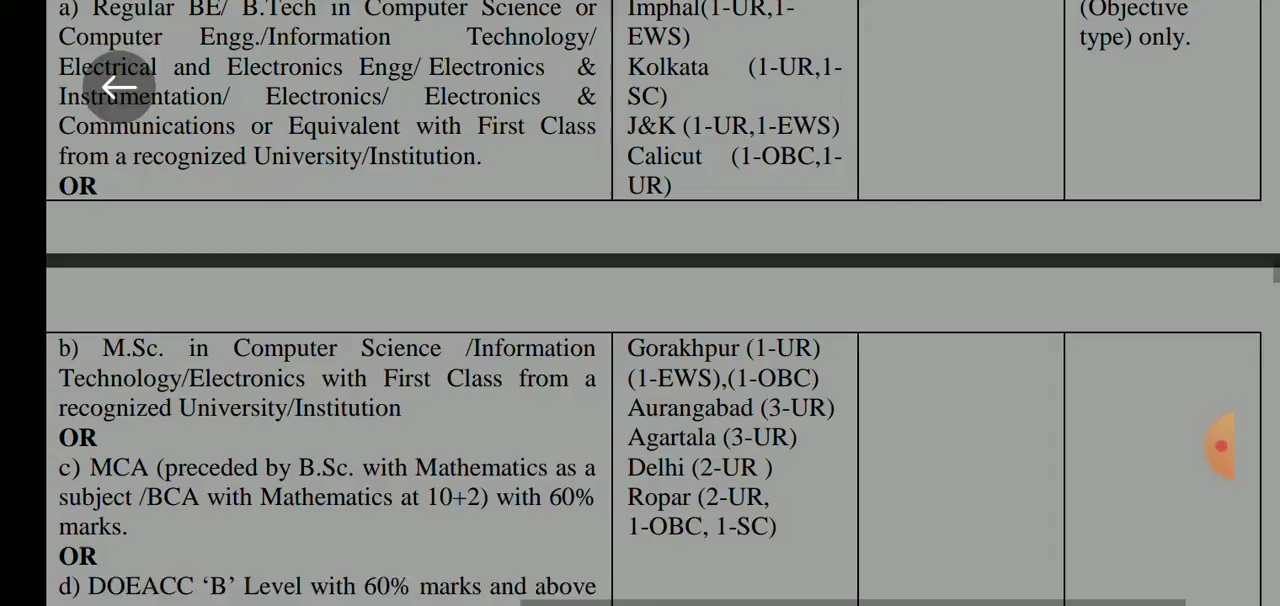 a) Regular BE/ B.Tech in Computer Science or
Computer Engg./Information Technology/
Electrical and Electronics Engg/ Electronics &
Instrumentation/ Electronics/ Electronics &
Communications or Equivalent with First Class
from a recognized University/Institution.
OR
Imphal(1-UR,1-
EWS)
Kolkata (1-UR,1-
SC)
J&K (1-UR,1-EWS)
Calicut (1-OBC,1-
UR)
(Objective
type) only.
b) M.Sc. in Computer Science /Information
Technology/Electronics with First Class from a
recognized University/Institution
OR
c) MCA (preceded by B.Sc. with Mathematics as a
subject /BCA with Mathematics at 10+2) with 60%
marks.
OR
d) DOEACC ‘B’ Level with 60% marks and above
Gorakhpur (1-UR)
(1-EWS),(1-OBC)
Aurangabad (3-UR)
Agartala (3-UR)
Delhi (2-UR )
Ropar (2-UR,
1-OBC, 1-SC)